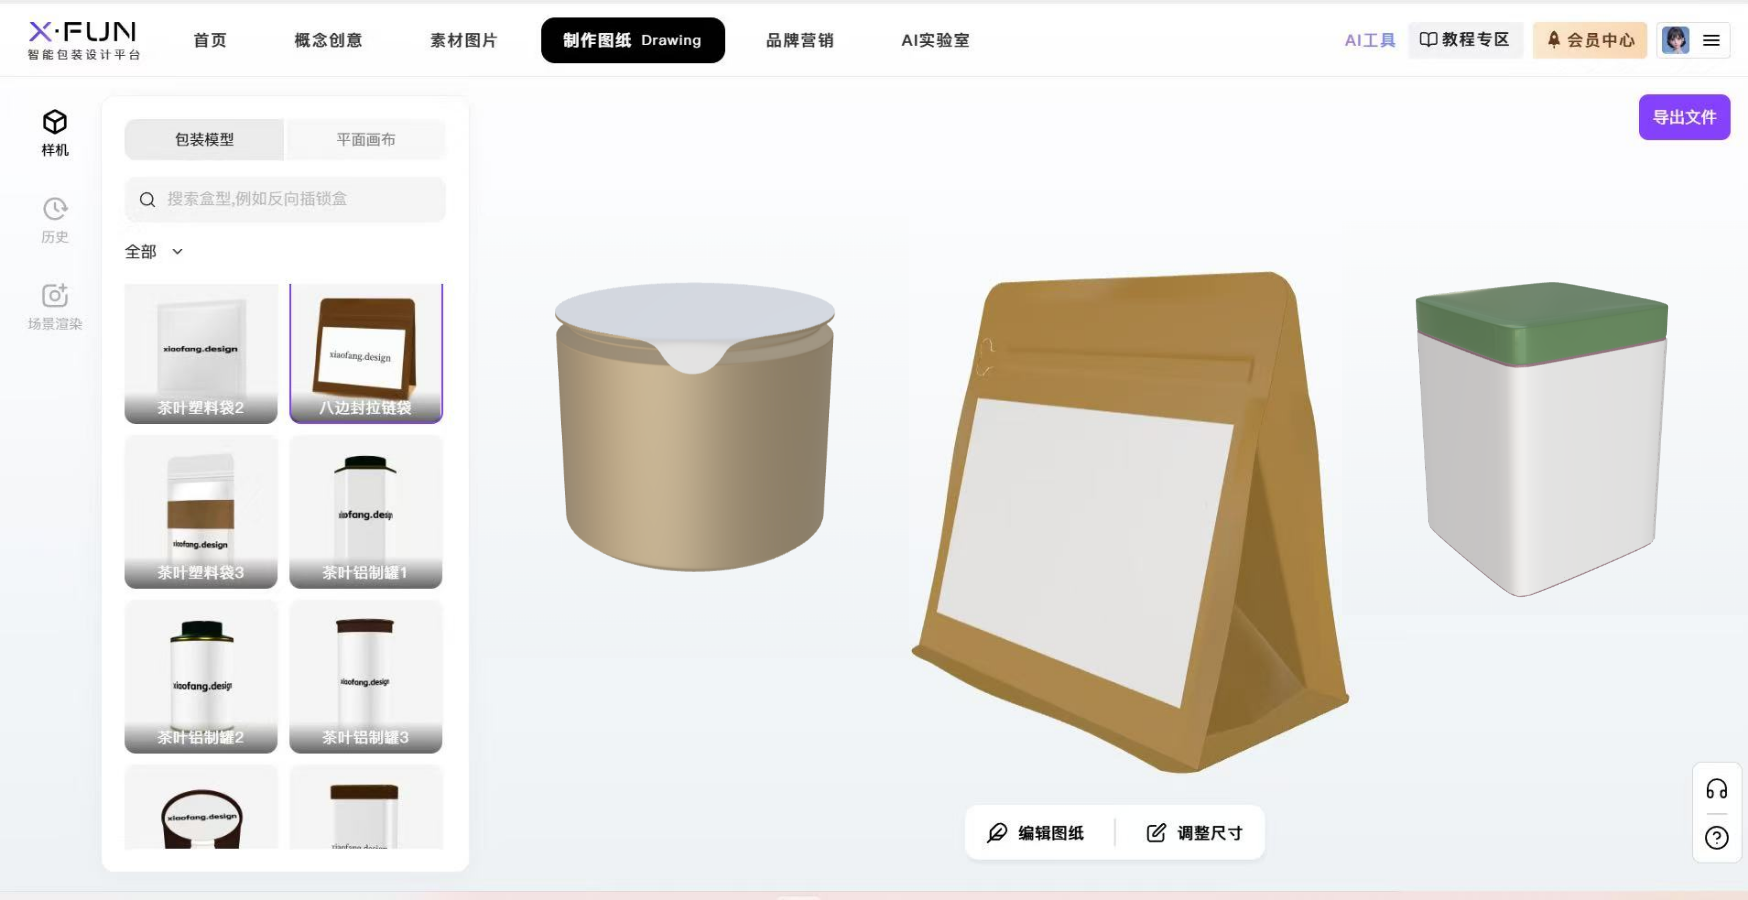 X·FUN
智能包装设计平台
首页
概念创意
素材图片
制作图纸 Drawing
品牌营销
AI实验室
AI工具
教程专区
会员中心
样机
历史
场景渲染
包装模型
平面画布
搜索盒型,例如反向插锁盒
全部
导出文件
xiaofang.design
茶叶塑料袋2
xiaofang.design
八边封拉链袋
xiaofang.design
茶叶塑料袋3
xiaofang.design
茶叶铝制罐1
xiaofang.design
茶叶铝制罐2
xiaofang.design
茶叶铝制罐3
xiaofang.design
xiaofang.design
编辑图纸
调整尺寸